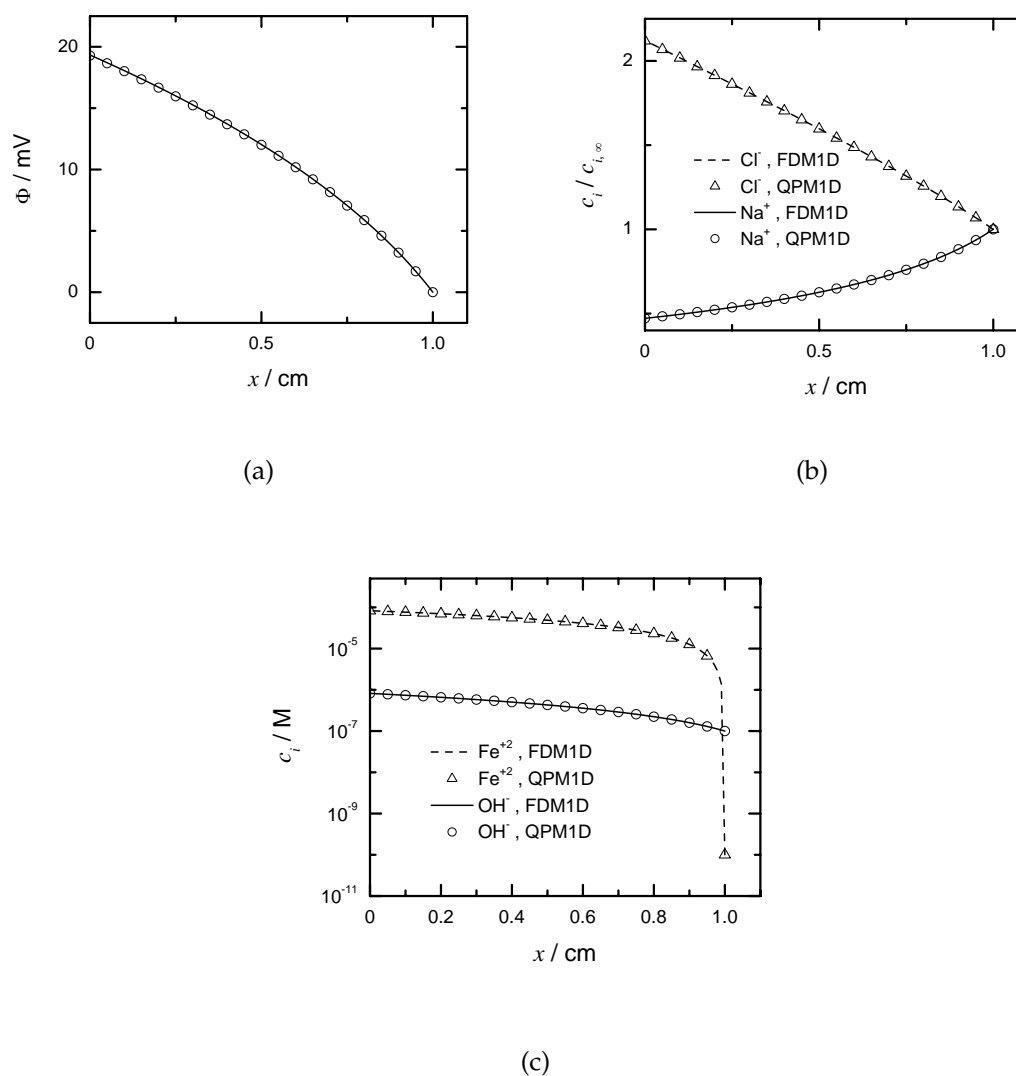 20
10
0
Φ / mV
0
0.5
1.0
x / cm
(a)
2
1
c_i / c_{i,∞}
Cl⁻ , FDM1D
Cl⁻ , QPM1D
Na⁺ , FDM1D
Na⁺ , QPM1D
0
0.5
1.0
x / cm
(b)
10⁻⁵
10⁻⁷
10⁻⁹
10⁻¹¹
c_i / M
Fe⁺² , FDM1D
Fe⁺² , QPM1D
OH⁻ , FDM1D
OH⁻ , QPM1D
0
0.2
0.4
0.6
0.8
1.0
x / cm
(c)